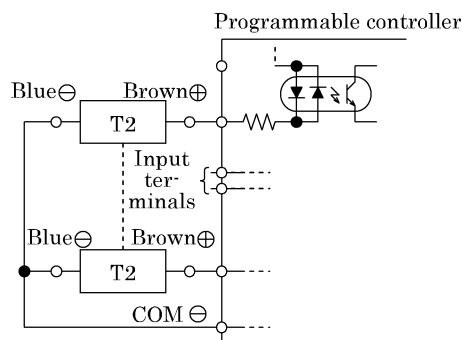 Programmable controller
Blue⊖ Brown⊕
T2
Input
ter-
minals
Blue⊖ Brown⊕
T2
COM ⊖